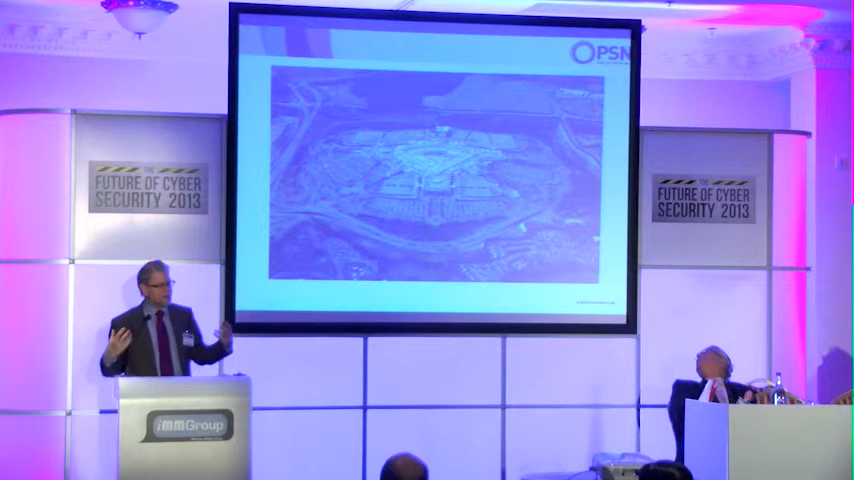 PSN
THE
FUTURE OF CYBER
SECURITY 2013
THE
FUTURE OF CYBER
SECURITY 2013
iMMGroup